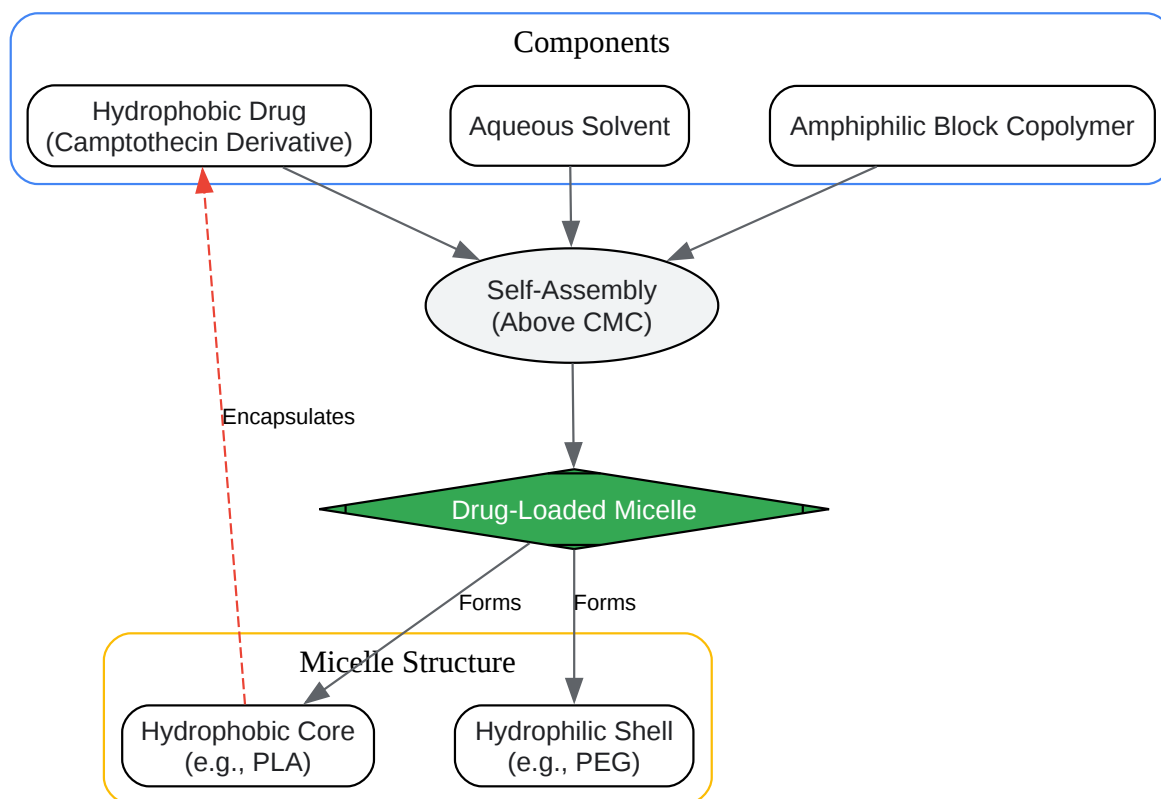 Components
Hydrophobic Drug
(Camptothecin Derivative)
Aqueous Solvent
Amphiphilic Block Copolymer
Self-Assembly
(Above CMC)
Encapsulates
Drug-Loaded Micelle
Forms
Forms
Micelle Structure
Hydrophobic Core
(e.g., PLA)
Hydrophilic Shell
(e.g., PEG)